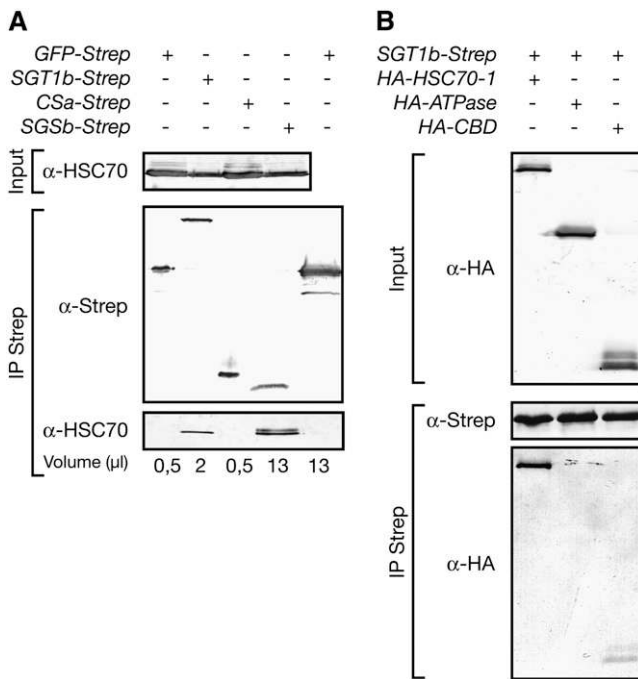 A
GFP-Strep + - - - +
SGT1b-Strep - + - - -
CSa-Strep - - + - -
SGSb-Strep - - - + -
Input
α-HSC70
IP Strep
α-Strep
α-HSC70
Volume (µl) 0,5 2 0,5 13 13
B
SGT1b-Strep + + +
HA-HSC70-1 + - -
HA-ATPase - + -
HA-CBD - - +
Input
α-HA
IP Strep
α-Strep
α-HA